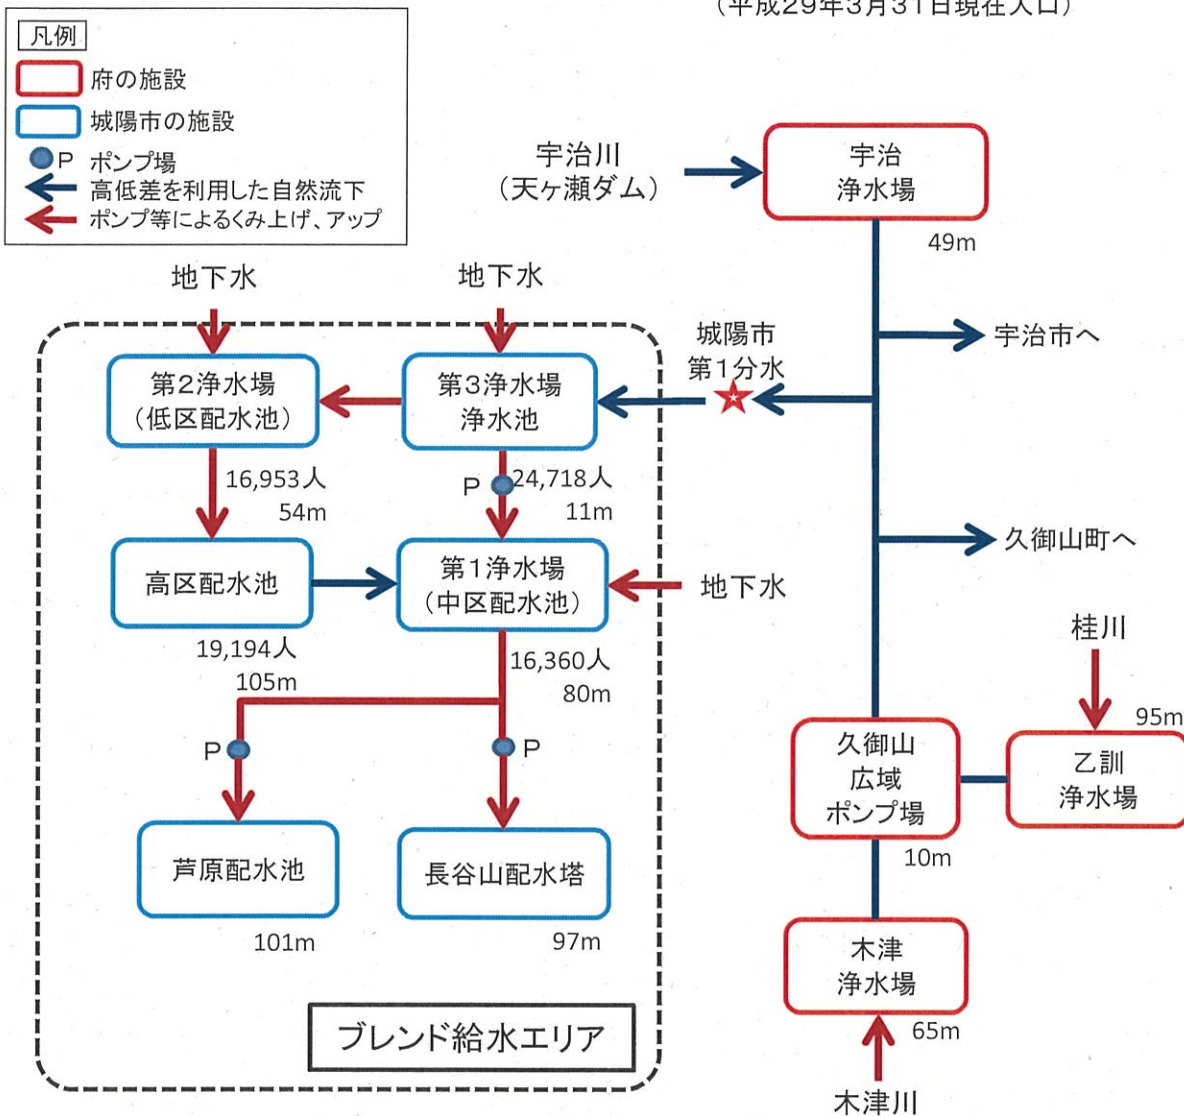 (平成29年3月31日現在人口)
凡例
府の施設
城陽市の施設
P ポンプ場
高低差を利用した自然流下
ポンプ等によるくみ上げ、アップ
宇治川
(天ヶ瀬ダム)
宇治
浄水場
49m
地下水
地下水
城陽市
第1分水
宇治市へ
第2浄水場
(低区配水池)
第3浄水場
浄水池
16,953人
54m
P
24,718人
11m
久御山町へ
高区配水池
第1浄水場
(中区配水池)
地下水
19,194人
105m
16,360人
80m
桂川
95m
P
P
久御山
広域
ポンプ場
10m
乙訓
浄水場
芦原配水池
101m
長谷山配水塔
97m
木津
浄水場
65m
木津川
ブレンド給水エリア